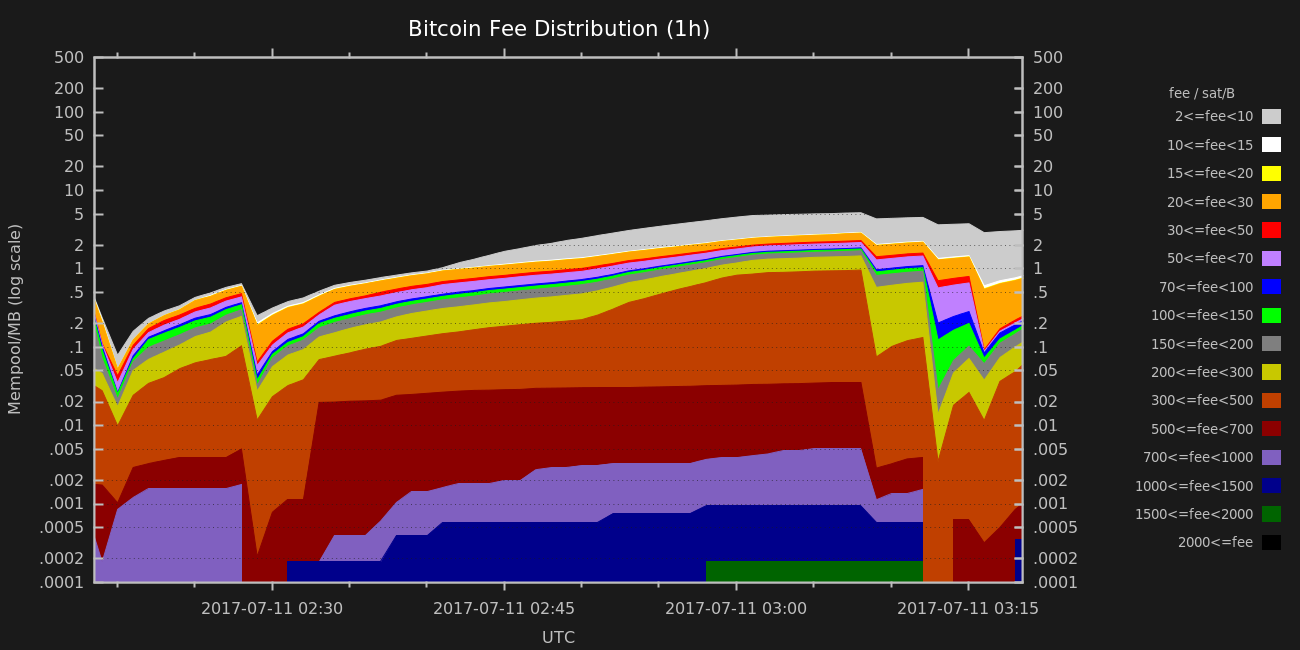 Bitcoin Fee Distribution (1h)
500 500
200 200
100 100
50 50
20 20
10 10
5 5
2 2
1 1
.5 .5
.2 .2
.1 .1
.05 .05
.02 .02
.01 .01
.005 .005
.002 .002
.001 .001
.0005 .0005
.0002 .0002
.0001 .0001
Mempool/MB (log scale)
2017-07-11 02:30 2017-07-11 02:45 2017-07-11 03:00 2017-07-11 03:15
UTC
fee / sat/B
2<=fee<10
10<=fee<15
15<=fee<20
20<=fee<30
30<=fee<50
50<=fee<70
70<=fee<100
100<=fee<150
150<=fee<200
200<=fee<300
300<=fee<500
500<=fee<700
700<=fee<1000
1000<=fee<1500
1500<=fee<2000
2000<=fee